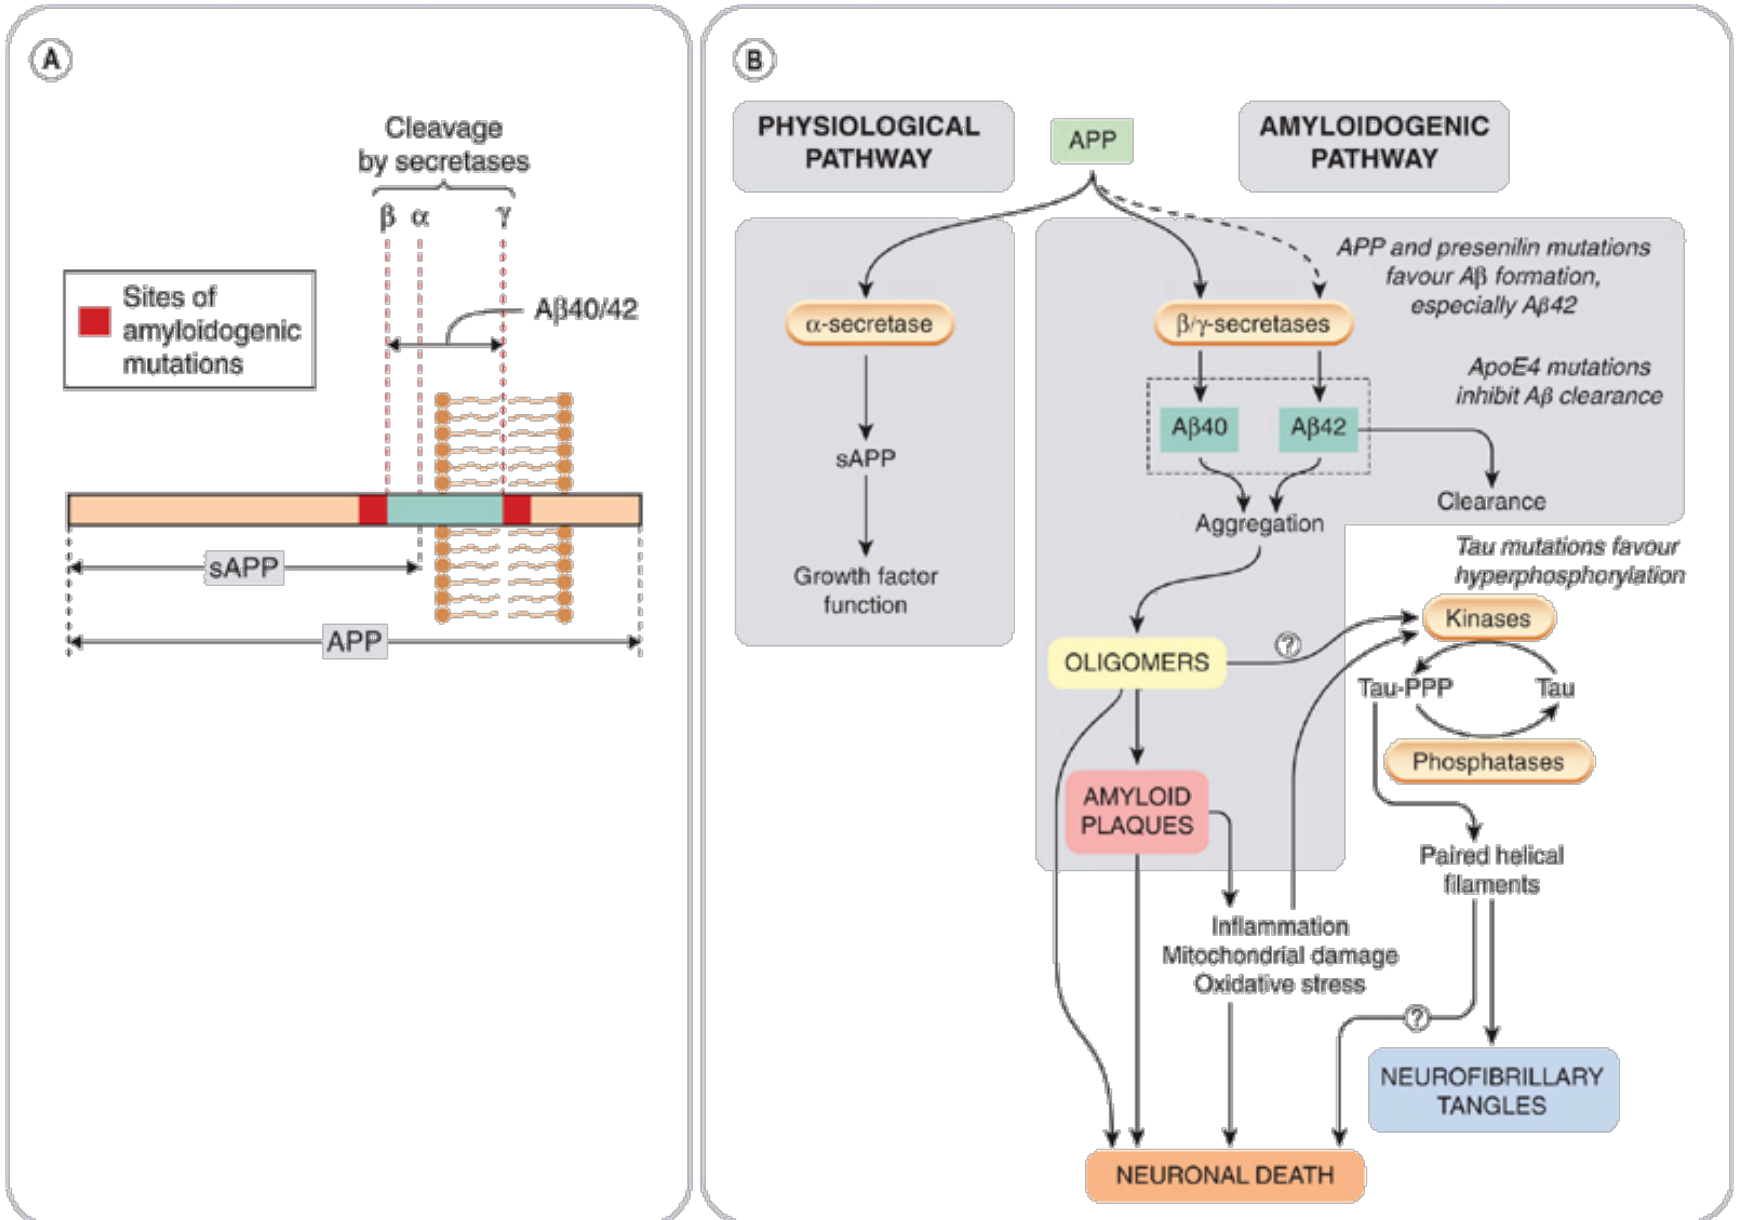 A
Cleavage
by secretases
β α γ
Sites of
amyloidogenic
mutations
Aβ40/42
sAPP
APP
B
PHYSIOLOGICAL
PATHWAY
APP
AMYLOIDOGENIC
PATHWAY
APP and presenilin mutations
favour Aβ formation,
especially Aβ42
α-secretase
β/γ-secretases
ApoE4 mutations
inhibit Aβ clearance
Aβ40
Aβ42
sAPP
Clearance
Aggregation
Growth factor
function
Tau mutations favour
hyperphosphorylation
Kinases
OLIGOMERS
?
Tau-PPP
Tau
Phosphatases
AMYLOID
PLAQUES
Paired helical
filaments
Inflammation
Mitochondrial damage
Oxidative stress
?
NEUROFIBRILLARY
TANGLES
NEURONAL DEATH